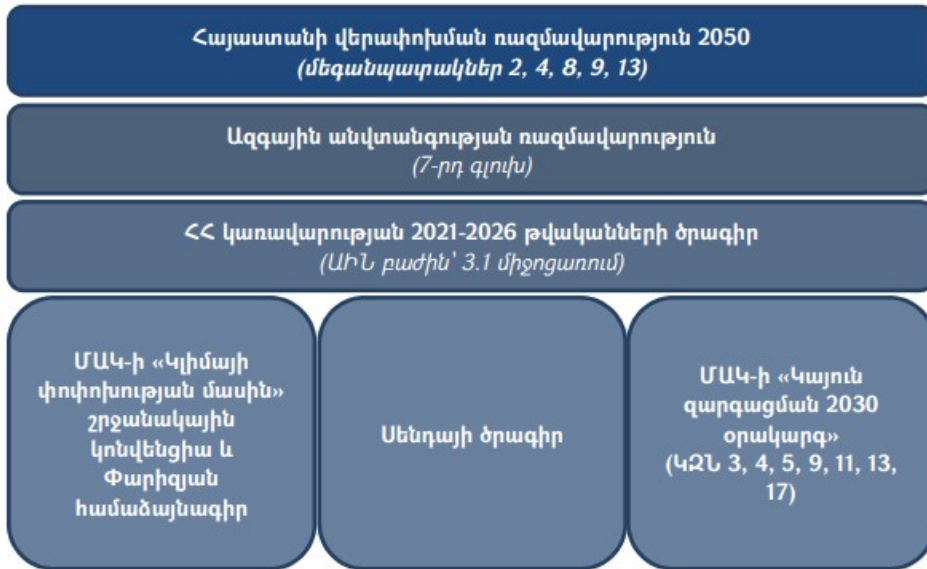 Հայաստանի վերափոխման ռազմավարություն 2050
(մեգանպատակներ 2, 4, 8, 9, 13)
Ազգային անվտանգության ռազմավարություն
(7-րդ գլուխ)
ՀՀ կառավարության 2021-2026 թվականների ծրագիր
(ԱԻՆ բաժին՝ 3.1 միջոցառում)
ՄԱԿ-ի «Կլիմայի
փոփոխության մասին»
շրջանակային
կոնվենցիա և
Փարիզյան
համաձայնագիր
Սենդայի ծրագիր
ՄԱԿ-ի «Կայուն
զարգացման 2030
օրակարգ»
(ԿԶՆ 3, 4, 5, 9, 11, 13,
17)